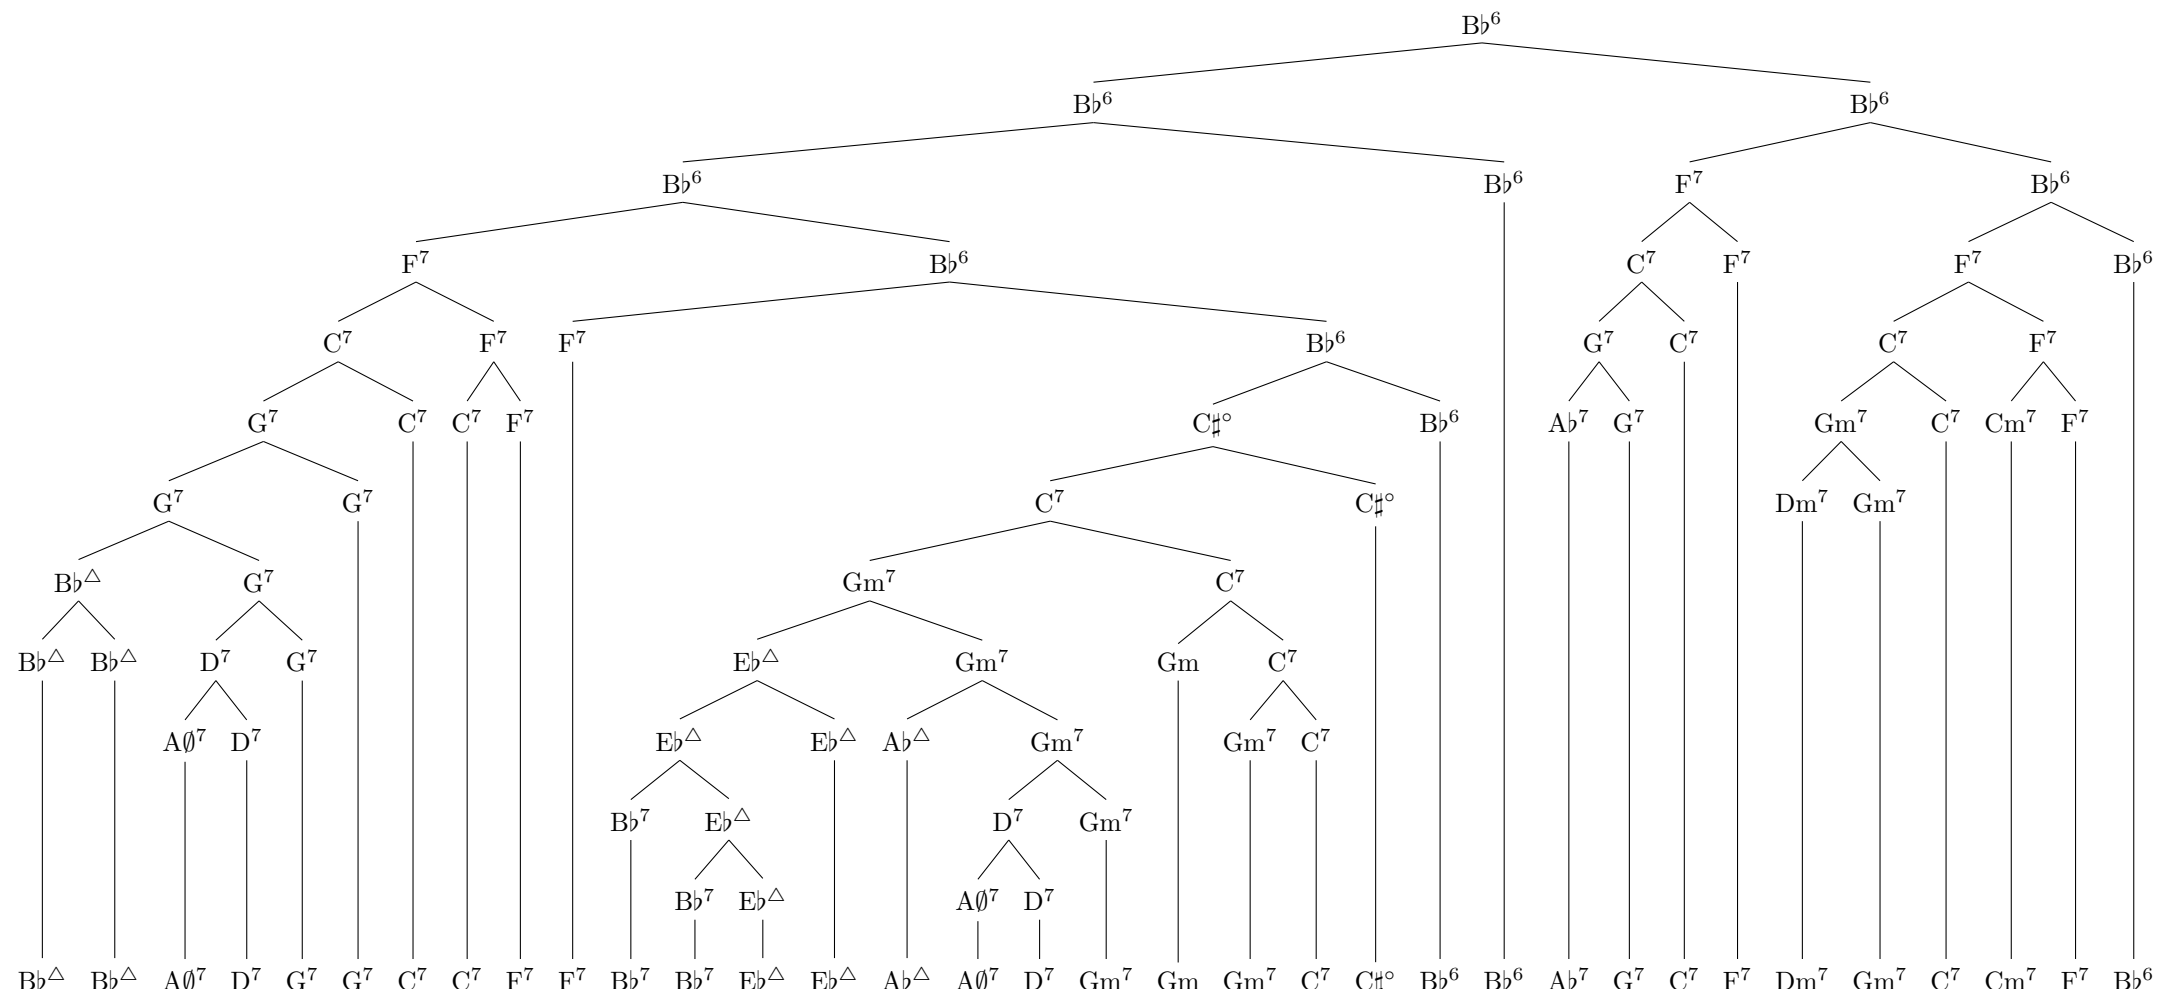 B♭⁶
B♭⁶ B♭⁶
B♭⁶ B♭⁶ F⁷ B♭⁶
F⁷ B♭⁶ C⁷ F⁷ F⁷ B♭⁶
C⁷ F⁷ F⁷ B♭⁶ G⁷ C⁷ C⁷ F⁷
G⁷ C⁷ C⁷ F⁷ C♯° B♭⁶ A♭⁷ G⁷ Gm⁷ C⁷ Cm⁷ F⁷
G⁷ G⁷ C⁷ C♯° Dm⁷ Gm⁷
B♭△ G⁷ Gm⁷ C⁷
B♭△ B♭△ D⁷ G⁷ E♭△ Gm⁷ Gm C⁷
A∅⁷ D⁷ E♭△ E♭△ A♭△ Gm⁷ Gm⁷ C⁷
B♭⁷ E♭△ D⁷ Gm⁷
B♭⁷ E♭△ A∅⁷ D⁷
B♭△ B♭△ A∅⁷ D⁷ G⁷ G⁷ C⁷ C⁷ F⁷ F⁷ B♭⁷ B♭⁷ E♭△ E♭△ A♭△ A∅⁷ D⁷ Gm⁷ Gm Gm⁷ C⁷ C♯° B♭⁶ B♭⁶ A♭⁷ G⁷ C⁷ F⁷ Dm⁷ Gm⁷ C⁷ Cm⁷ F⁷ B♭⁶